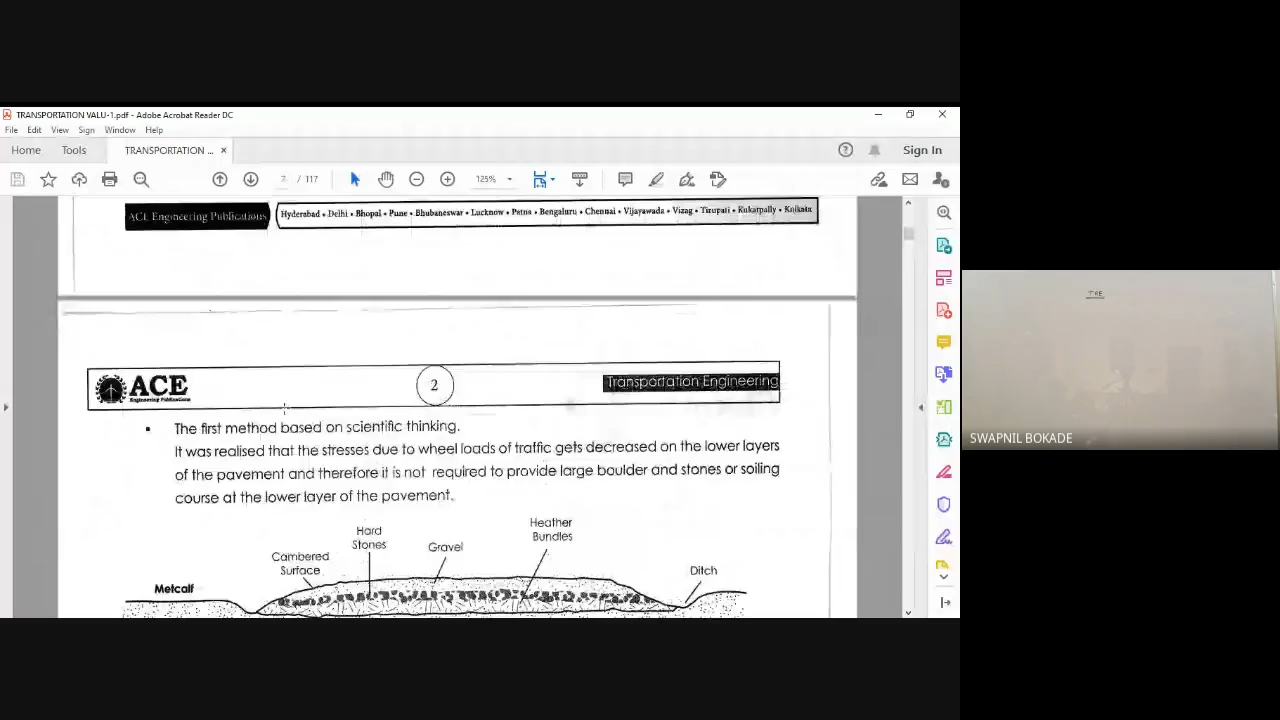 TRANSPORTATION VALU-1.pdf - Adobe Acrobat Reader DC
File Edit View Sign Window Help
Home Tools TRANSPORTATION ... × Sign In
2 / 117 125%
ACE Engineering Publications Hyderabad • Delhi • Bhopal • Pune • Bhubaneswar • Lucknow • Patna • Bengaluru • Chennai • Vijayawada • Vizag • Tirupati • Kukatpally • Kolkata
ACE
Engineering Publications
2
Transportation Engineering
▪ The first method based on scientific thinking.
It was realised that the stresses due to wheel loads of traffic gets decreased on the lower layers
of the pavement and therefore it is not required to provide large boulder and stones or soiling
course at the lower layer of the pavement.
Heather
Bundles
Hard
Stones
Gravel
Cambered
Surface
Ditch
Metcalf
SWAPNIL BOKADE